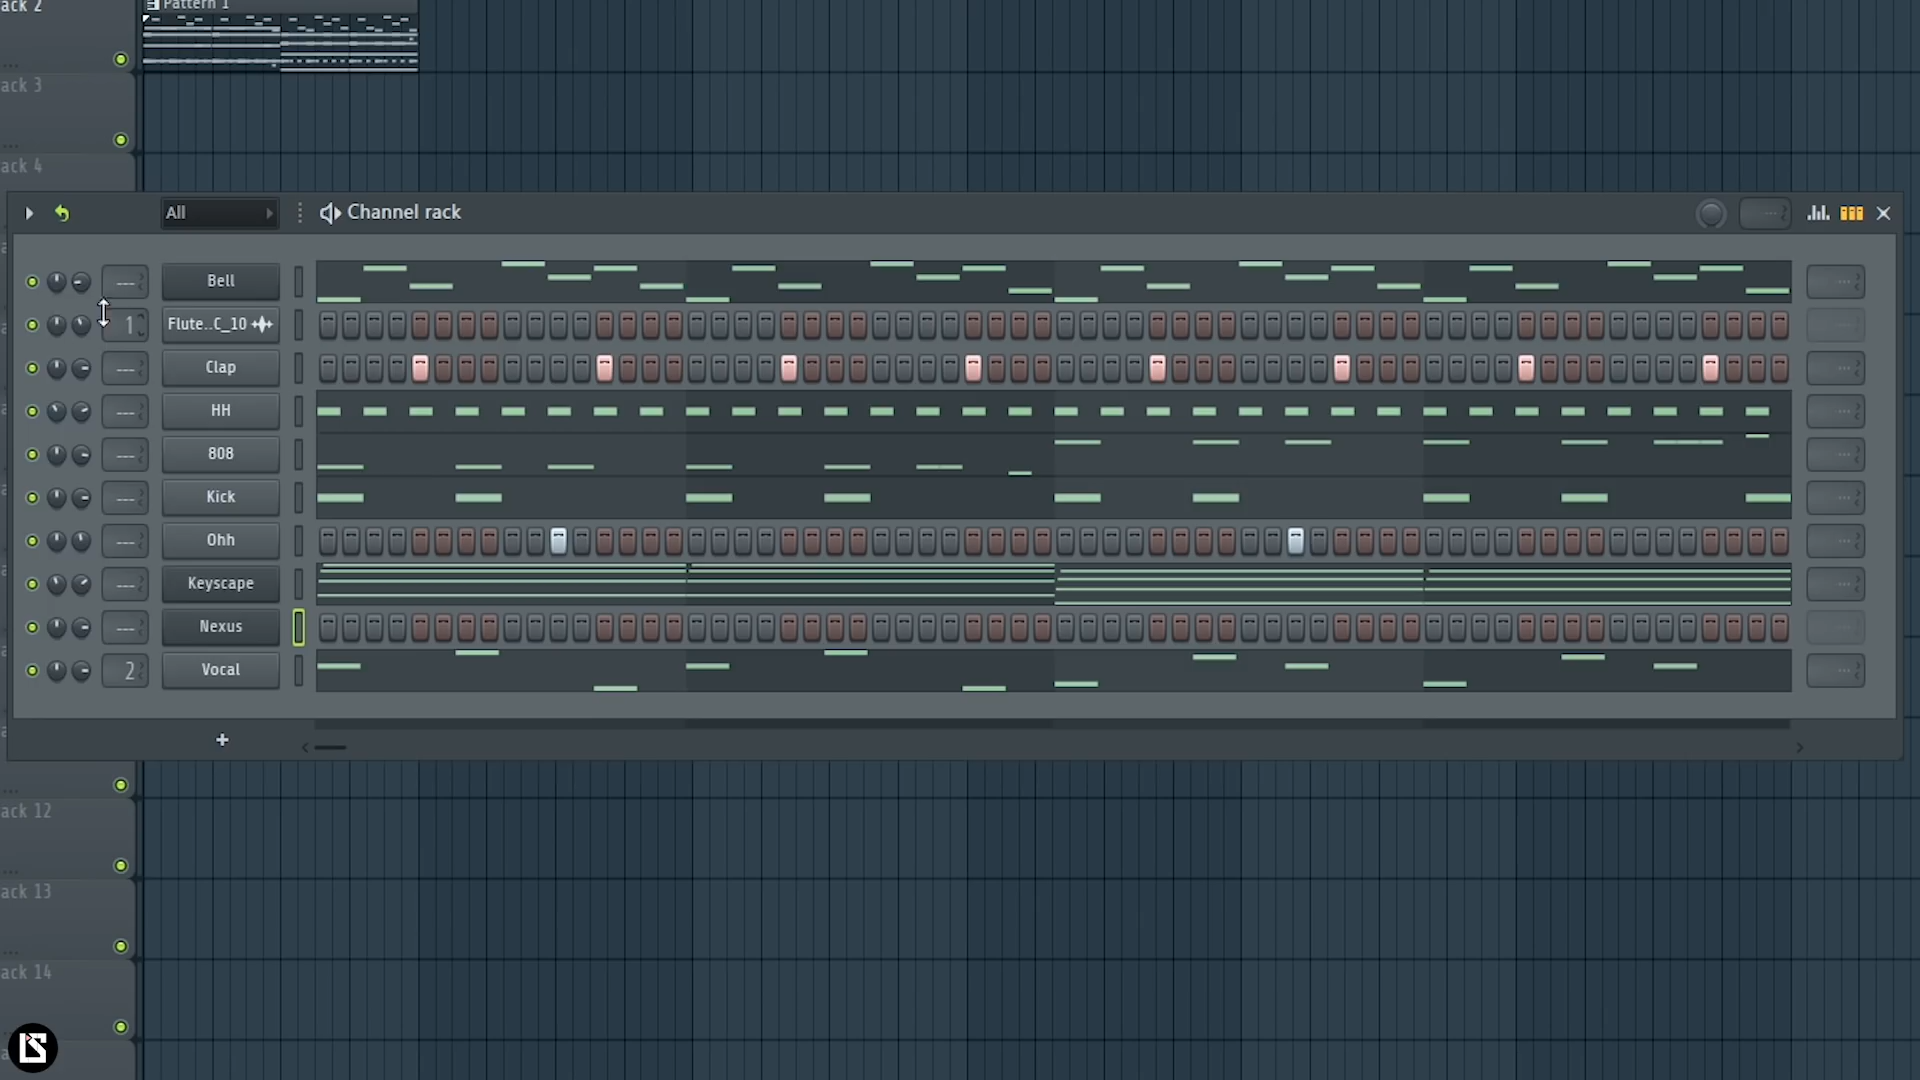 ack 2
Pattern 1
ack 3
ack 4
All
Channel rack
Bell
1
Flute..C_10
Clap
HH
808
Kick
Ohh
Keyscape
Nexus
2
Vocal
+
ack 12
ack 13
ack 14